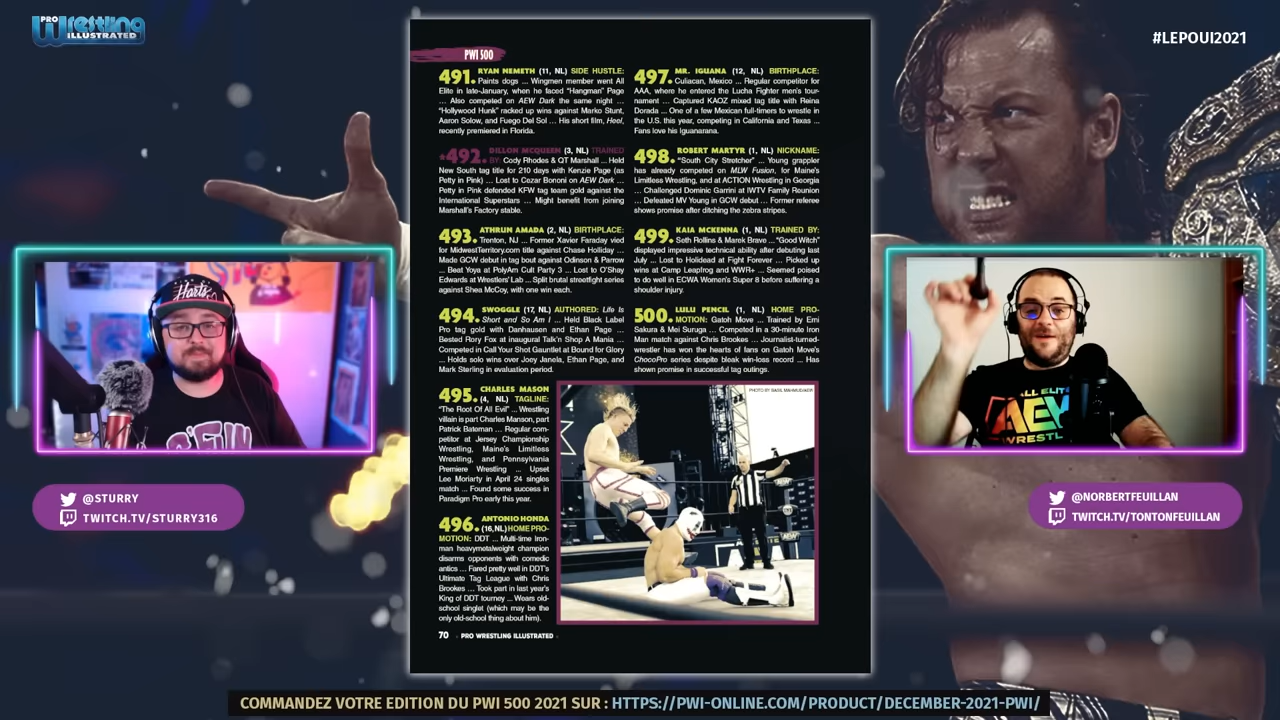 PRO
Wrestling
ILLUSTRATED
#LEPOUI2021
PWI 500
491. RYAN NEMETH (11, NL) SIDE HUSTLE:
Paints dogs ... Wingmen member went All
Elite in late-January, when he faced "Hangman" Page
... Also competed on AEW Dark the same night ...
"Hollywood Hunk" racked up wins against Marko Stunt,
Aaron Solow, and Fuego Del Sol ... His short film, Heel,
recently premiered in Florida.
492. DILLON MCQUEEN (3, NL) TRAINED
BY: Cody Rhodes & QT Marshall ... Held
New South tag title for 210 days with Kenzie Page (as
Petty in Pink) ... Lost to Cezar Bononi on AEW Dark ...
Petty in Pink defended KFW tag team gold against the
International Superstars ... Might benefit from joining
Marshall's Factory stable.
493. ATHRUN AMADA (2, NL) BIRTHPLACE:
Trenton, NJ ... Former Xavier Faraday vied
for MidwestTerritory.com title against Chase Holliday ...
Made GCW debut in tag bout against Odinson & Parrow
... Beat Yoya at PolyAm Cult Party 3 ... Lost to O'Shay
Edwards at Wrestlers' Lab ... Split brutal streetfight series
against Shea McCoy, with one win each.
494. SWOGGLE (17, NL) AUTHORED: Life Is
Short and So Am I ... Held Black Label
Pro tag gold with Danhausen and Ethan Page ...
Bested Rory Fox at inaugural Talk'n Shop A Mania ...
Competed in Call Your Shot Gauntlet at Bound for Glory
... Holds solo wins over Joey Janela, Ethan Page, and
Mark Sterling in evaluation period.
495. CHARLES MASON
(4, NL) TAGLINE:
"The Root Of All Evil" ... Wrestling
villain is part Charles Manson, part
Patrick Bateman ... Regular com-
petitor at Jersey Championship
Wrestling, Maine's Limitless
Wrestling, and Pennsylvania
Premiere Wrestling ... Upset
Lee Moriarty in April 24 singles
match ... Found some success in
Paradigm Pro early this year.
496. ANTONIO HONDA
(16, NL) HOME PRO-
MOTION: DDT ... Multi-time Iron-
man heavymetalweight champion
disarms opponents with comedic
antics ... Fared pretty well in DDT's
Ultimate Tag League with Chris
Brookes ... Took part in last year's
King of DDT tourney ... Wears old-
school singlet (which may be the
only old-school thing about him).
497. MR. IGUANA (12, NL) BIRTHPLACE:
Culiacan, Mexico ... Regular competitor for
AAA, where he entered the Lucha Fighter men's tour-
nament ... Captured KAOZ mixed tag title with Reina
Dorada ... One of a few Mexican full-timers to wrestle in
the U.S. this year, competing in California and Texas ...
Fans love his Iguanarana.
498. ROBERT MARTYR (1, NL) NICKNAME:
"South City Stretcher" ... Young grappler
has already competed on MLW Fusion, for Maine's
Limitless Wrestling, and at ACTION Wrestling in Georgia
... Challenged Dominic Garrini at IWTV Family Reunion
... Defeated MV Young in GCW debut ... Former referee
shows promise after ditching the zebra stripes.
499. KAIA MCKENNA (1, NL) TRAINED BY:
Seth Rollins & Marek Brave ... "Good Witch"
displayed impressive technical ability after debuting last
July ... Lost to Holidead at Fight Forever ... Picked up
wins at Camp Leapfrog and WWR+ ... Seemed poised
to do well in ECWA Women's Super 8 before suffering a
shoulder injury.
500. LULU PENCIL (1, NL) HOME PRO-
MOTION: Gatoh Move ... Trained by Emi
Sakura & Mei Suruga ... Competed in a 30-minute Iron
Man match against Chris Brookes ... Journalist-turned-
wrestler has won the hearts of fans on Gatoh Move's
ChocoPro series despite bleak win-loss record ... Has
shown promise in successful tag outings.
70 PRO WRESTLING ILLUSTRATED
@STURRY
TWITCH.TV/STURRY316
ALL ELITE
AEW
WRESTL
@NORBERTFEUILLAN
TWITCH.TV/TONTONFEUILLAN
COMMANDEZ VOTRE EDITION DU PWI 500 2021 SUR : HTTPS://PWI-ONLINE.COM/PRODUCT/DECEMBER-2021-PWI/